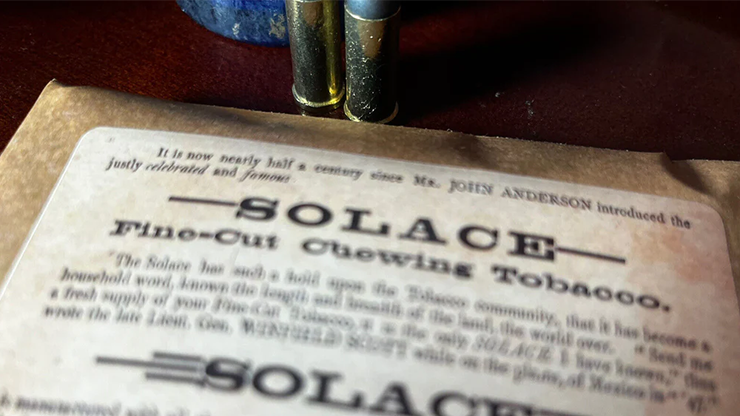 It is now nearly half a century since Mr. JOHN ANDERSON introduced the
justly celebrated and famous
SOLACE
Fine-Cut Chewing Tobacco.
"The Solace has such a hold upon the Tobacco community, that it has become a
household word, known the length and breadth of the land, the world over. "Send me
a fresh supply of your Fine-Cut Tobacco, it is the only SOLACE I have known," thus
wrote the late Lieut. Gen. WINFIELD SCOTT while on the plains, of Mexico in "'47."
SOLACE
manufactured with